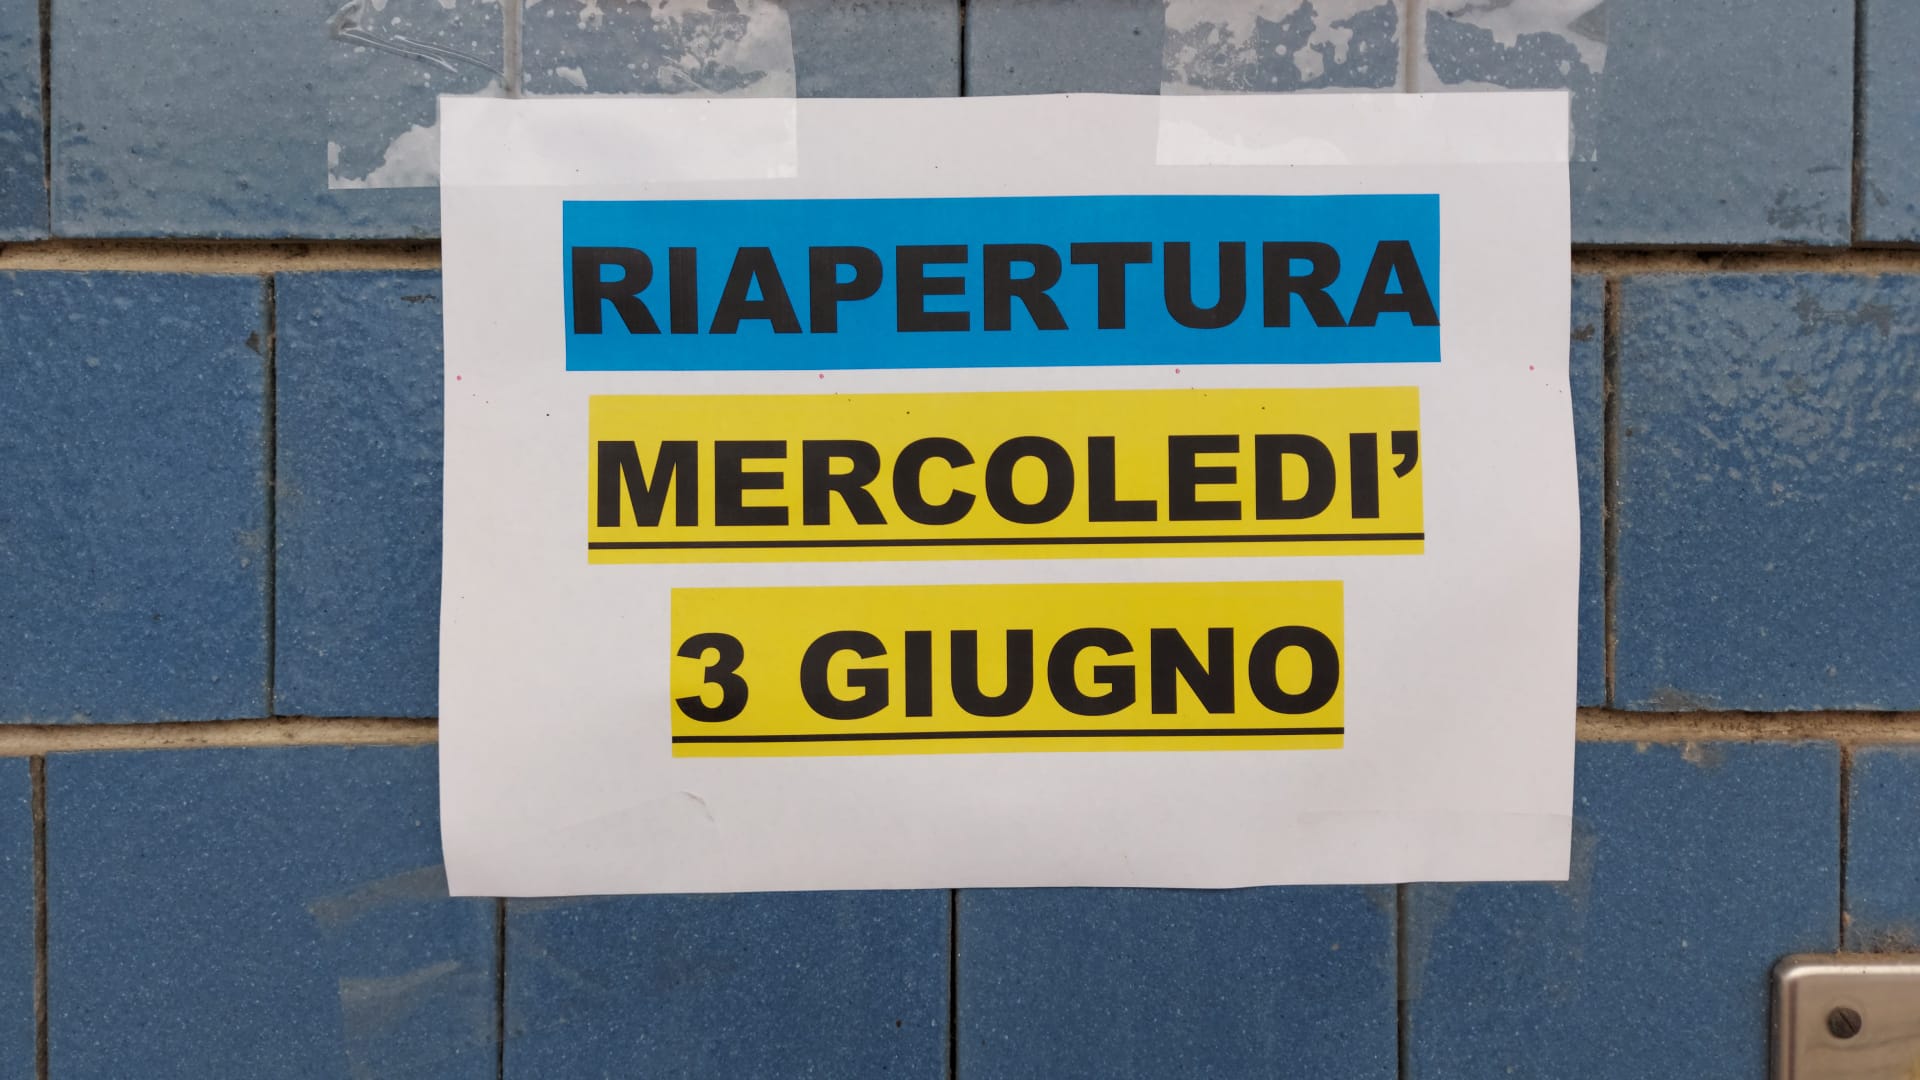 RIAPERTURA
MERCOLEDI’
3 GIUGNO